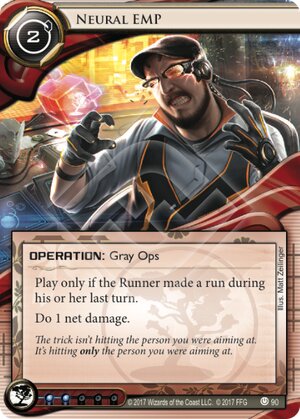 Neural EMP
2
OPERATION: Gray Ops
Play only if the Runner made a run during
his or her last turn.
Do 1 net damage.
The trick isn't hitting the person you were aiming at.
It's hitting only the person you were aiming at.
Illus. Matt Zeilinger
© 2017 Wizards of the Coast LLC. © 2017 FFG
90